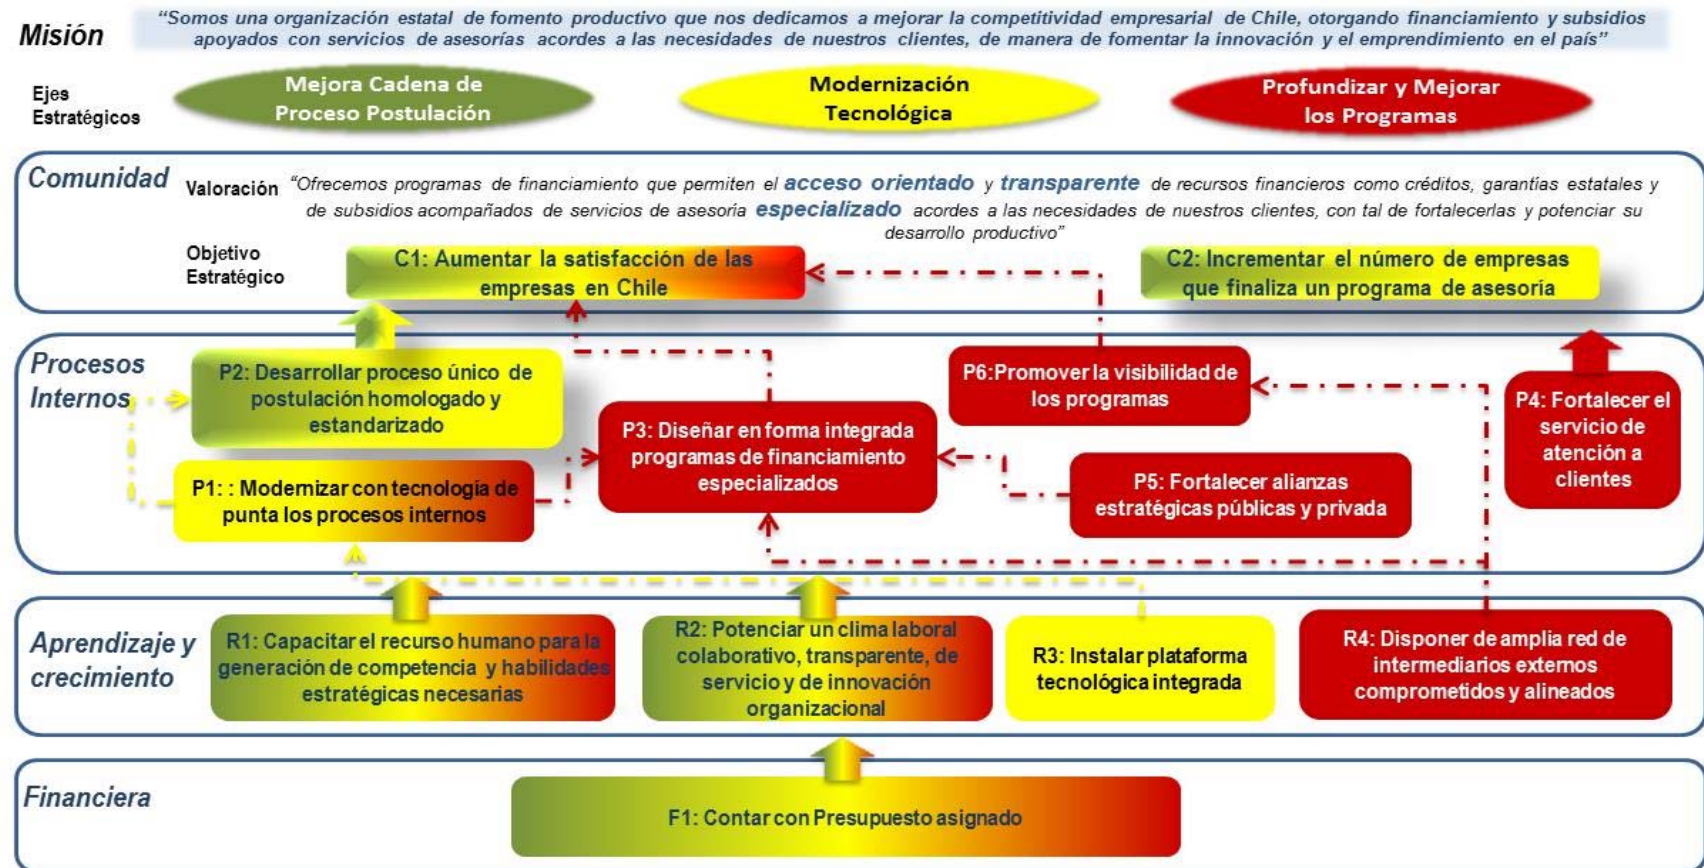 Misión
“Somos una organización estatal de fomento productivo que nos dedicamos a mejorar la competitividad empresarial de Chile, otorgando financiamiento y subsidios
apoyados con servicios de asesorías acordes a las necesidades de nuestros clientes, de manera de fomentar la innovación y el emprendimiento en el país”
Ejes
Estratégicos
Mejora Cadena de
Proceso Postulación
Modernización
Tecnológica
Profundizar y Mejorar
los Programas
Comunidad
Valoración
“Ofrecemos programas de financiamiento que permiten el acceso orientado y transparente de recursos financieros como créditos, garantías estatales y
de subsidios acompañados de servicios de asesoría especializado acordes a las necesidades de nuestros clientes, con tal de fortalecerlas y potenciar su
desarrollo productivo”
Objetivo
Estratégico
C1: Aumentar la satisfacción de las
empresas en Chile
C2: Incrementar el número de empresas
que finaliza un programa de asesoría
Procesos
Internos
P2: Desarrollar proceso único de
postulación homologado y
estandarizado
P6:Promover la visibilidad de
los programas
P4: Fortalecer el
servicio de
atención a
clientes
P3: Diseñar en forma integrada
programas de financiamiento
especializados
P1: : Modernizar con tecnología de
punta los procesos internos
P5: Fortalecer alianzas
estratégicas públicas y privada
Aprendizaje y
crecimiento
R1: Capacitar el recurso humano para la
generación de competencia y habilidades
estratégicas necesarias
R2: Potenciar un clima laboral
colaborativo, transparente, de
servicio y de innovación
organizacional
R3: Instalar plataforma
tecnológica integrada
R4: Disponer de amplia red de
intermediarios externos
comprometidos y alineados
Financiera
F1: Contar con Presupuesto asignado